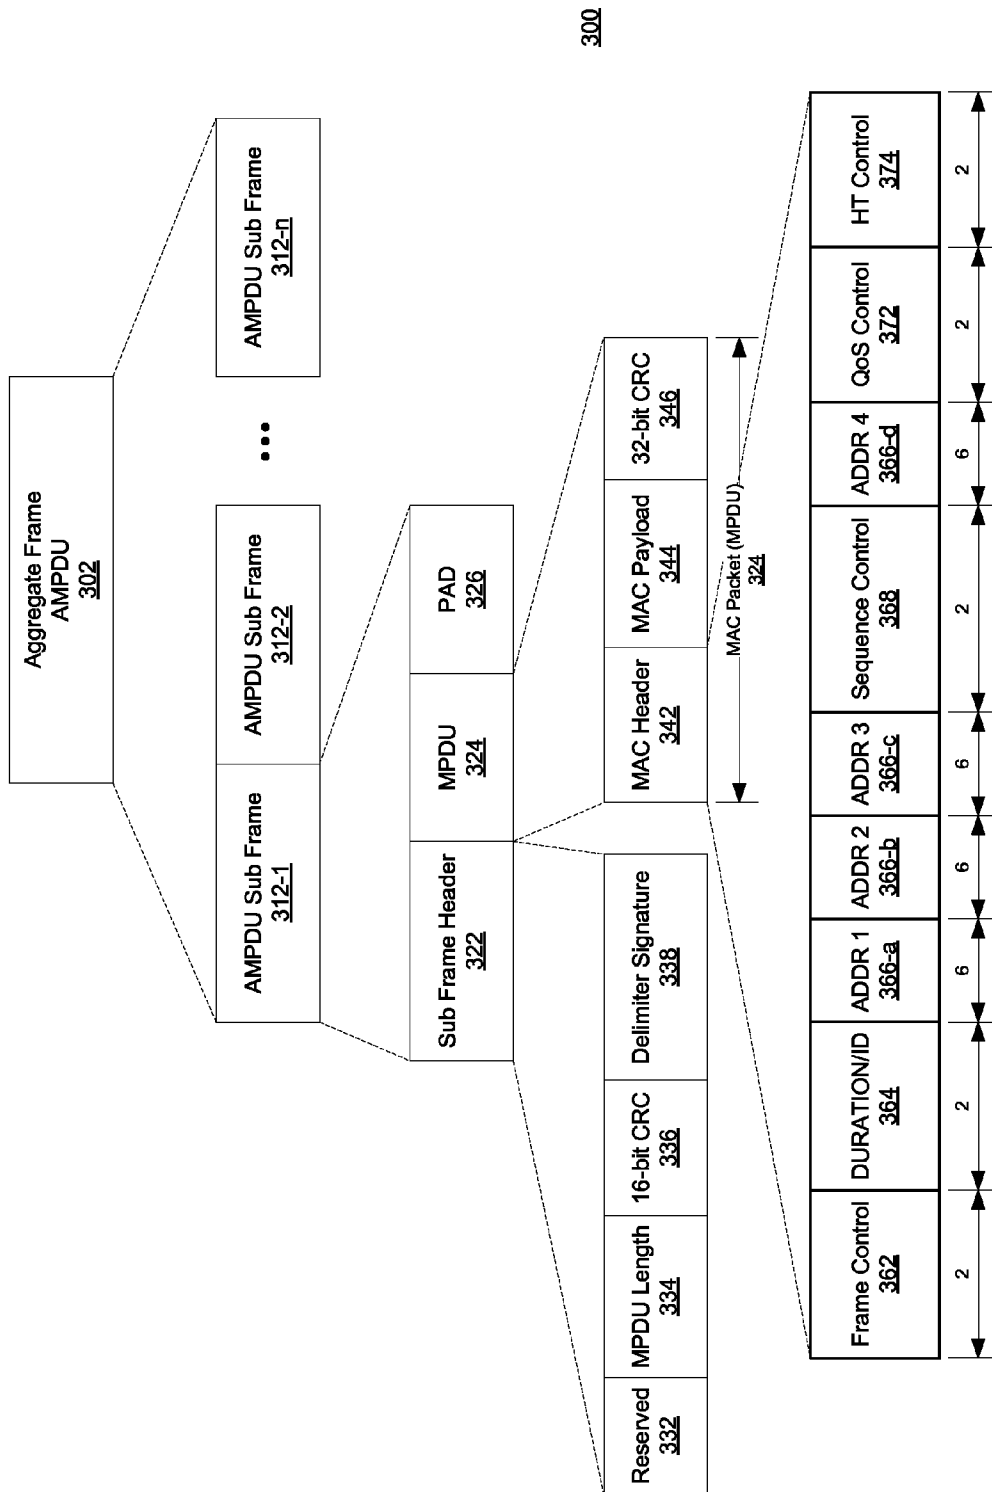 300
Aggregate Frame
AMPDU
302
AMPDU Sub Frame
312-1
AMPDU Sub Frame
312-2
...
AMPDU Sub Frame
312-n
Sub Frame Header
322
MPDU
324
PAD
326
Reserved
332
MPDU Length
334
16-bit CRC
336
Delimiter Signature
338
MAC Header
342
MAC Payload
344
32-bit CRC
346
MAC Packet (MPDU)
324
Frame Control
362
DURATION/ID
364
ADDR 1
366-a
ADDR 2
366-b
ADDR 3
366-c
Sequence Control
368
ADDR 4
366-d
QoS Control
372
HT Control
374
2
2
6
6
6
2
6
2
2